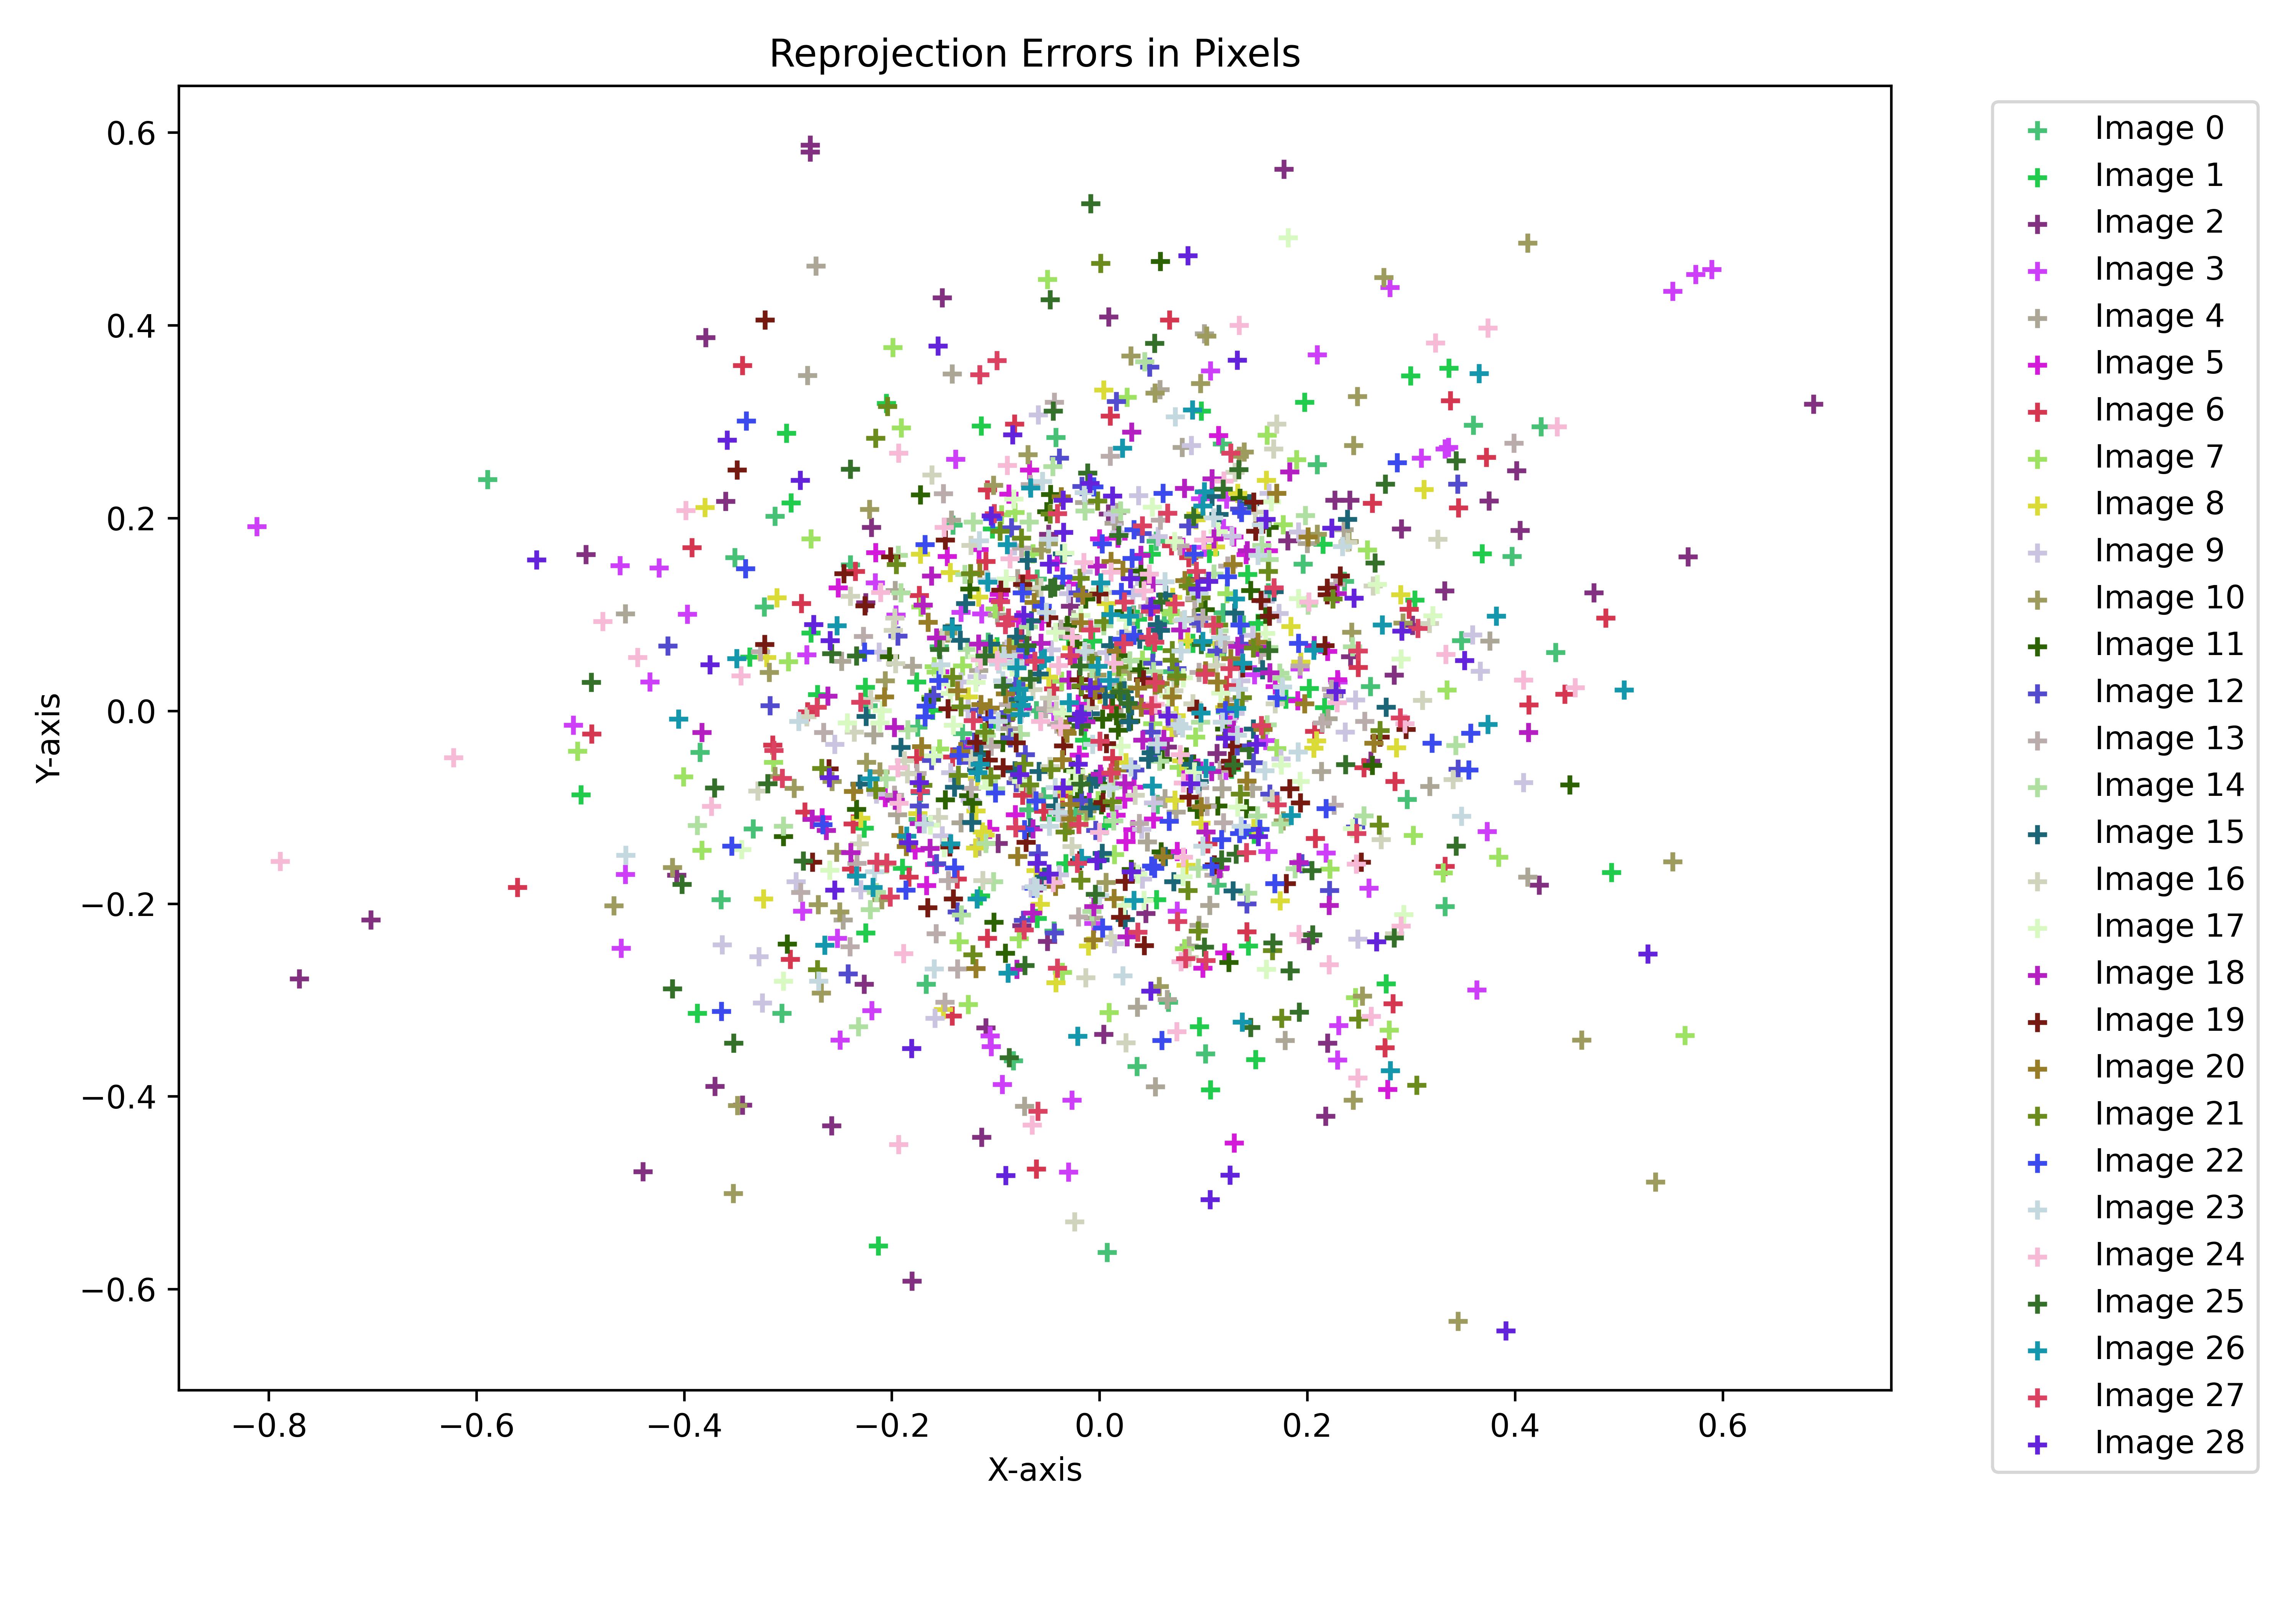 Reprojection Errors in Pixels
0.6
0.4
0.2
0.0
−0.2
−0.4
−0.6
Y-axis
−0.8
−0.6
−0.4
−0.2
0.0
0.2
0.4
0.6
X-axis
Image 0
Image 1
Image 2
Image 3
Image 4
Image 5
Image 6
Image 7
Image 8
Image 9
Image 10
Image 11
Image 12
Image 13
Image 14
Image 15
Image 16
Image 17
Image 18
Image 19
Image 20
Image 21
Image 22
Image 23
Image 24
Image 25
Image 26
Image 27
Image 28